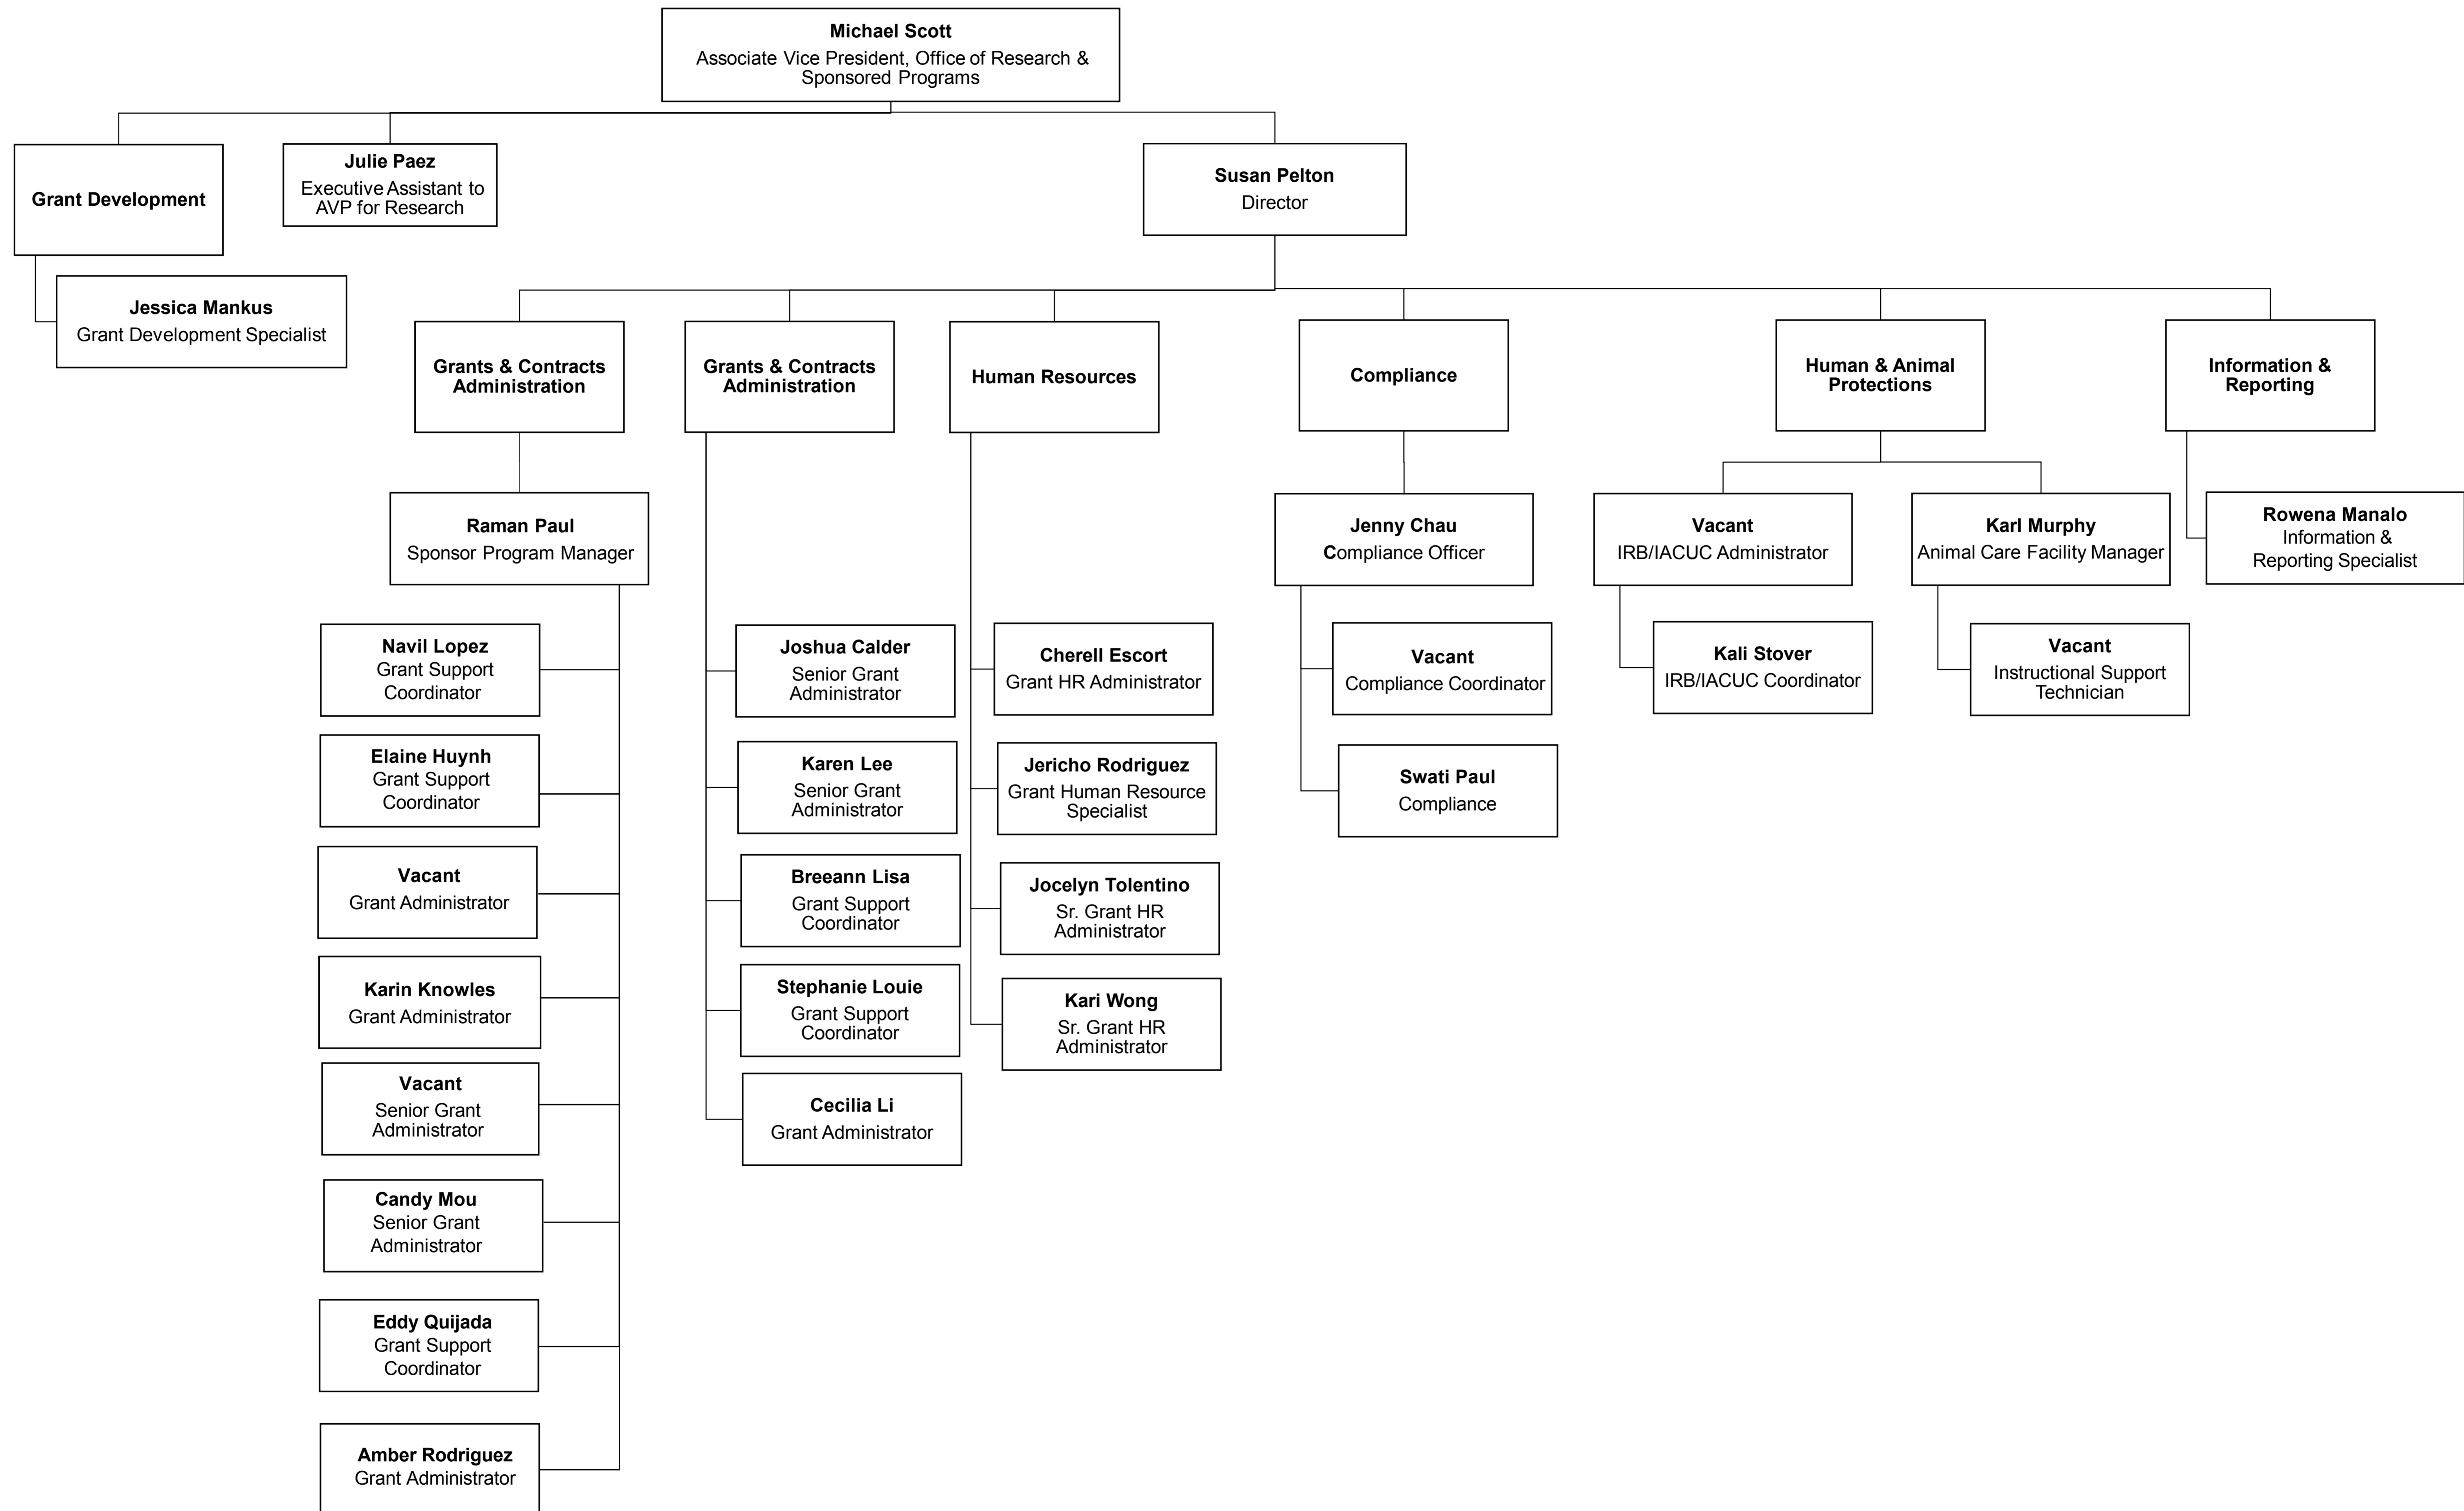 Michael Scott
Associate Vice President, Office of Research &
Sponsored Programs
Grant Development
Julie Paez
Executive Assistant to
AVP for Research
Susan Pelton
Director
Jessica Mankus
Grant Development Specialist
Grants & Contracts
Administration
Grants & Contracts
Administration
Human Resources
Compliance
Human & Animal
Protections
Information &
Reporting
Raman Paul
Sponsor Program Manager
Jenny Chau
Compliance Officer
Vacant
IRB/IACUC Administrator
Karl Murphy
Animal Care Facility Manager
Rowena Manalo
Information &
Reporting Specialist
Navil Lopez
Grant Support
Coordinator
Elaine Huynh
Grant Support
Coordinator
Vacant
Grant Administrator
Karin Knowles
Grant Administrator
Vacant
Senior Grant
Administrator
Candy Mou
Senior Grant
Administrator
Eddy Quijada
Grant Support
Coordinator
Amber Rodriguez
Grant Administrator
Joshua Calder
Senior Grant
Administrator
Karen Lee
Senior Grant
Administrator
Breeann Lisa
Grant Support
Coordinator
Stephanie Louie
Grant Support
Coordinator
Cecilia Li
Grant Administrator
Cherell Escort
Grant HR Administrator
Jericho Rodriguez
Grant Human Resource
Specialist
Jocelyn Tolentino
Sr. Grant HR
Administrator
Kari Wong
Sr. Grant HR
Administrator
Vacant
Compliance Coordinator
Swati Paul
Compliance
Kali Stover
IRB/IACUC Coordinator
Vacant
Instructional Support
Technician